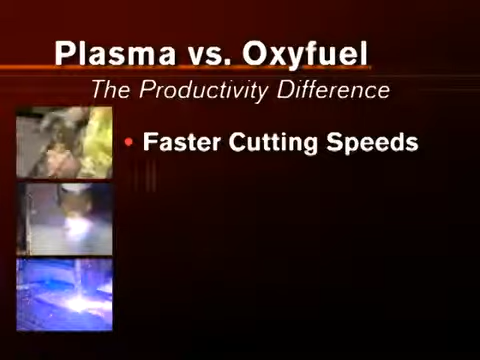 Plasma vs. Oxyfuel
The Productivity Difference
• Faster Cutting Speeds